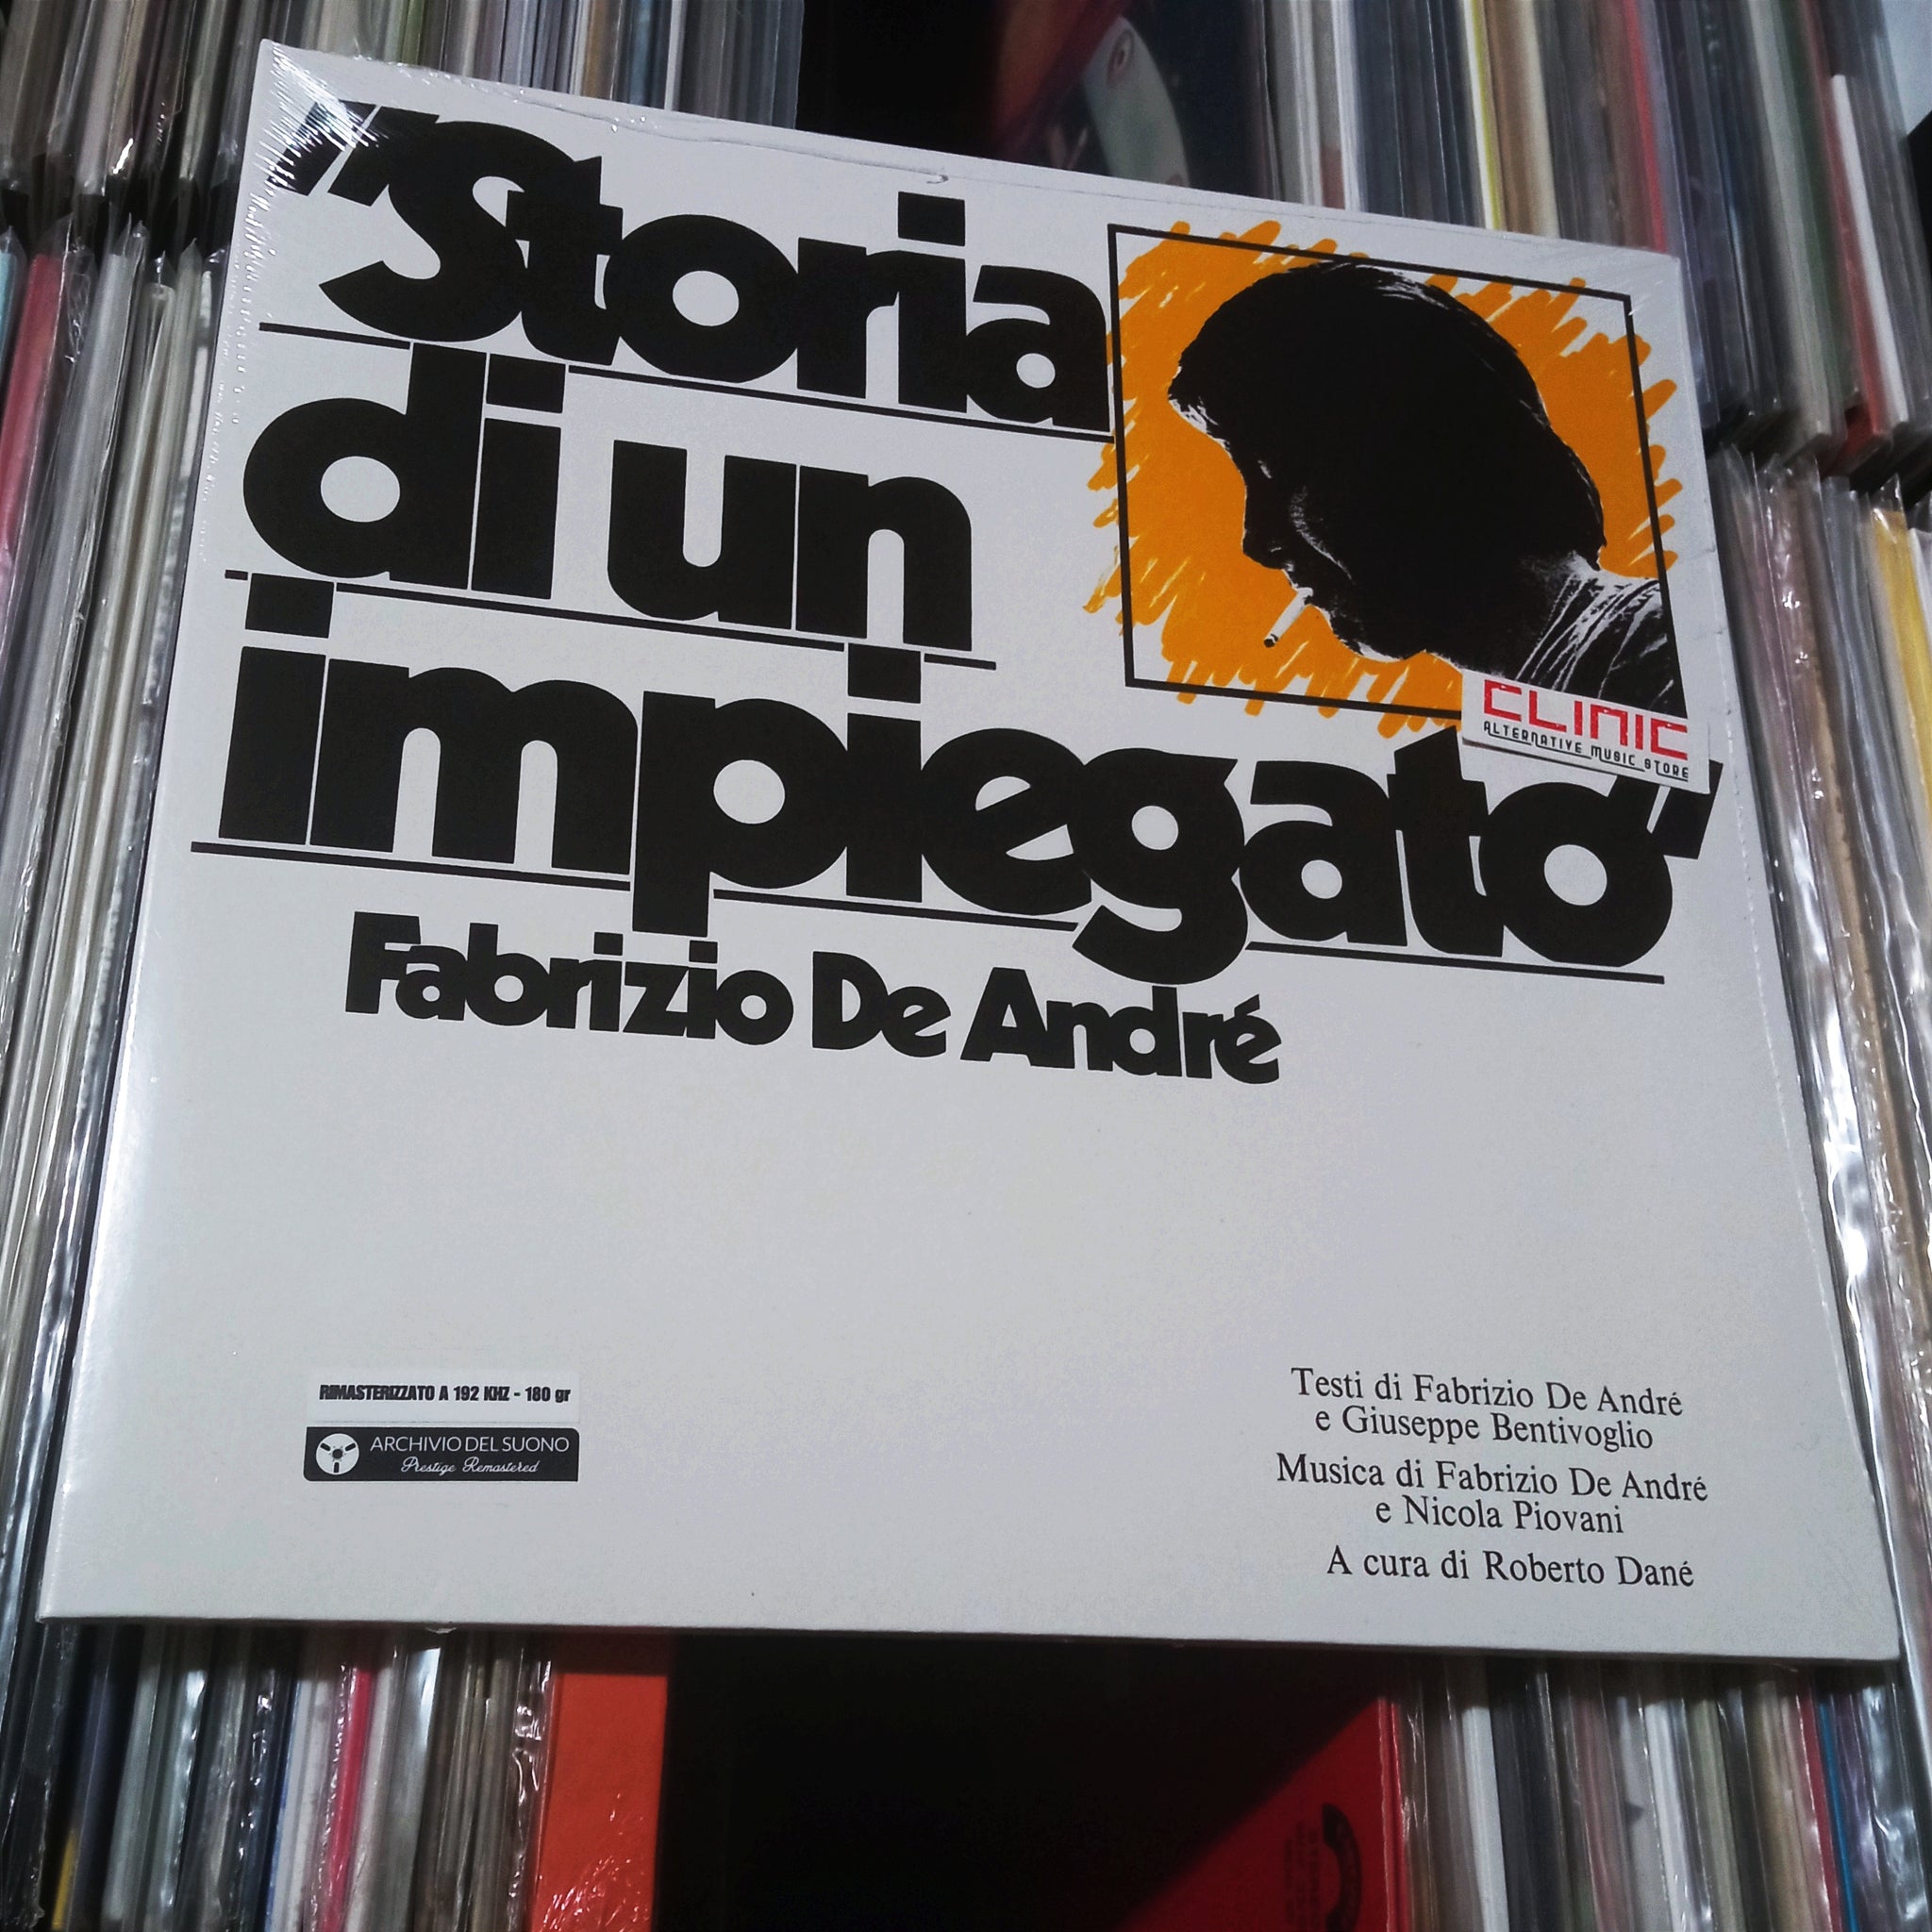 "Storia
di un
impiegato"
Fabrizio De André
CLINIC
ALTERNATIVE MUSIC STORE
RIMASTERIZZATO A 192 KHZ - 180 gr
ARCHIVIO DEL SUONO
Prestige Remastered
Testi di Fabrizio De André
e Giuseppe Bentivoglio
Musica di Fabrizio De André
e Nicola Piovani
A cura di Roberto Dané